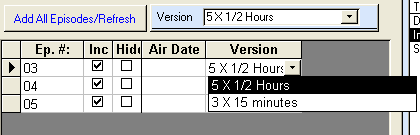 Add All Episodes/Refresh Version 5 X 1/2 Hours
Ep. #: Inc Hide Air Date Version
03 5 X 1/2 Hours
04 5 X 1/2 Hours
05 3 X 15 minutes